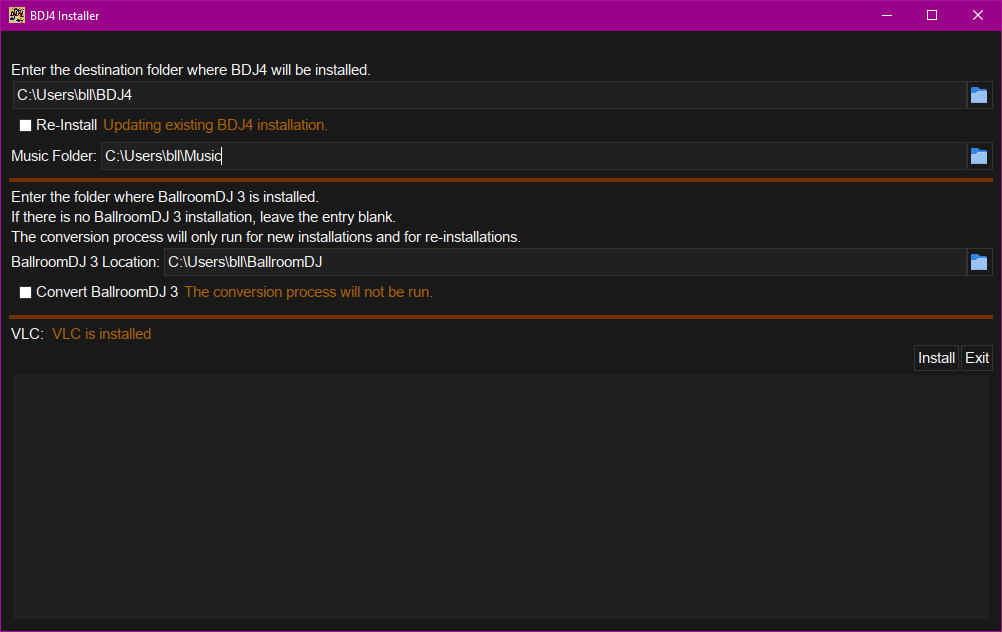 BDJ4 Installer
Enter the destination folder where BDJ4 will be installed.
C:\Users\bll\BDJ4
Re-Install Updating existing BDJ4 installation.
Music Folder: C:\Users\bll\Music
Enter the folder where BallroomDJ 3 is installed.
If there is no BallroomDJ 3 installation, leave the entry blank.
The conversion process will only run for new installations and for re-installations.
BallroomDJ 3 Location: C:\Users\bll\BallroomDJ
Convert BallroomDJ 3 The conversion process will not be run.
VLC: VLC is installed
Install Exit